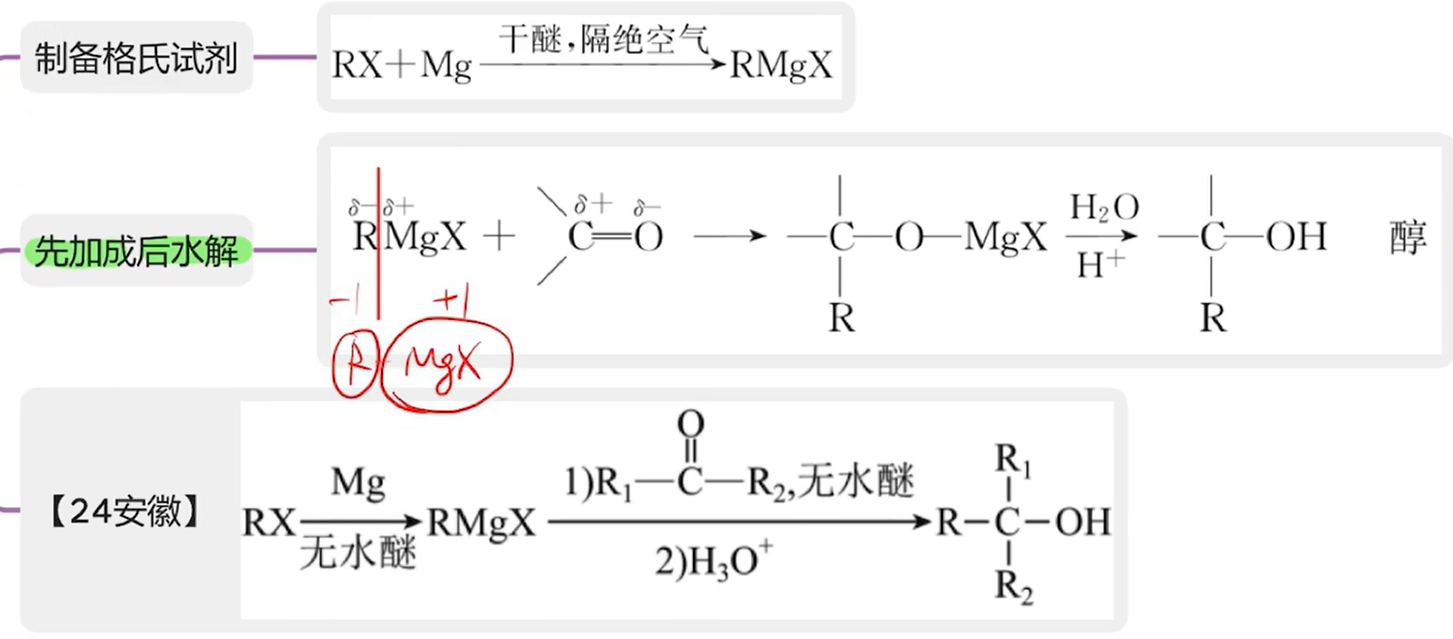 制备格氏试剂
RX+Mg 干醚,隔绝空气 RMgX
先加成后水解
δ- δ+ δ+ δ-
RMgX + C=O → —C—O—MgX H₂O H⁺ —C—OH 醇
R R
-1 +1
R MgX
【24安徽】
RX Mg 无水醚 RMgX 1)R₁—C—R₂,无水醚 2)H₃O⁺ R—C—OH
O
R₁
R₂